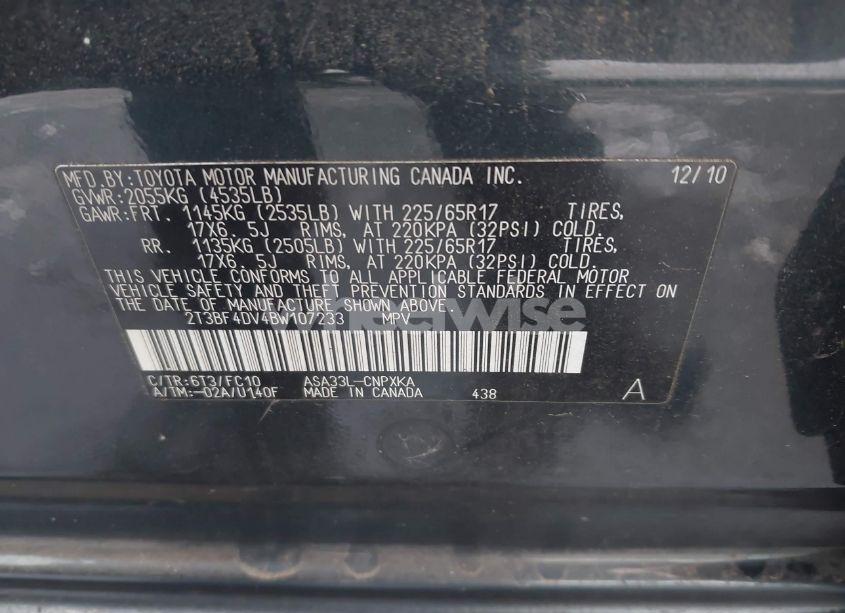 MFD.BY:TOYOTA MOTOR MANUFACTURING CANADA INC. 12/10
GVWR:2055KG (4535LB)
GAWR:FRT. 1145KG (2535LB) WITH 225/65R17 TIRES,
17X6. 5J RIMS, AT 220KPA (32PSI) COLD.
RR. 1135KG (2505LB) WITH 225/65R17 TIRES,
17X6. 5J RIMS, AT 220KPA (32PSI) COLD.
THIS VEHICLE CONFORMS TO ALL APPLICABLE FEDERAL MOTOR
VEHICLE SAFETY AND THEFT PREVENTION STANDARDS IN EFFECT ON
THE DATE OF MANUFACTURE SHOWN ABOVE.
2T3BF4DV4BW107233 MPV
C/TR:6T3/FC10 ASA33L-CNPXKA
A/TM:-02A/U140F MADE IN CANADA 438 A